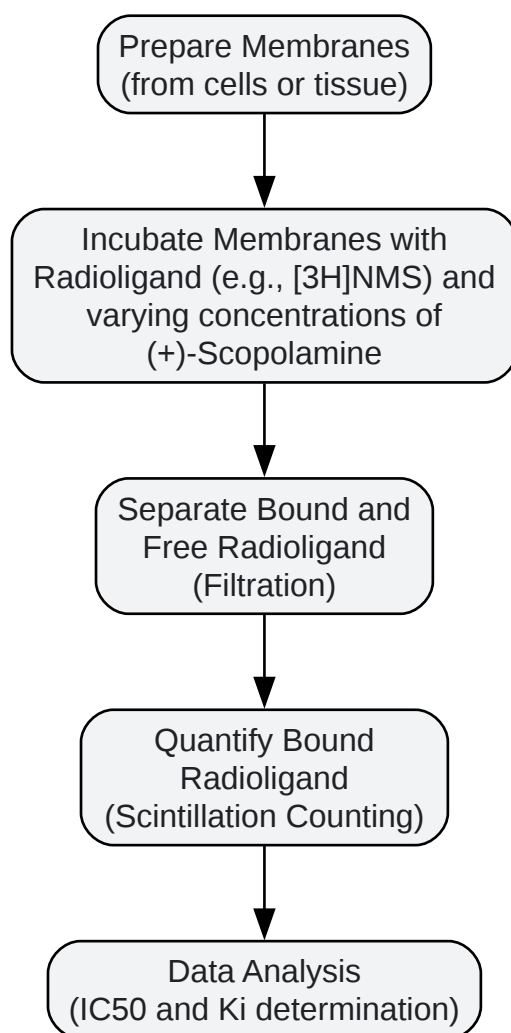 Prepare Membranes
(from cells or tissue)
Incubate Membranes with
Radioligand (e.g., [3H]NMS) and
varying concentrations of
(+)-Scopolamine
Separate Bound and
Free Radioligand
(Filtration)
Quantify Bound
Radioligand
(Scintillation Counting)
Data Analysis
(IC50 and Ki determination)